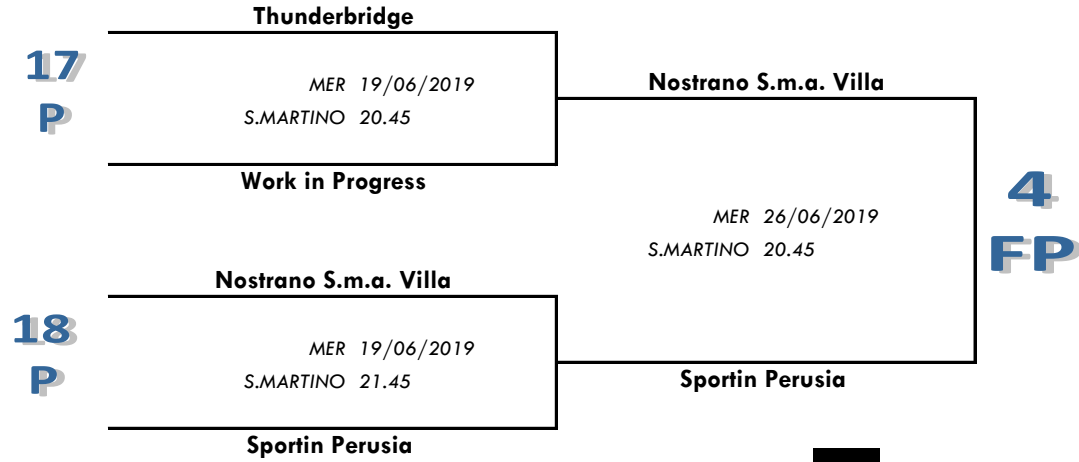 Thunderbridge
17
P
MER 19/06/2019
S.MARTINO 20.45
Work in Progress
Nostrano S.m.a. Villa
18
P
MER 19/06/2019
S.MARTINO 21.45
Sportin Perusia
Nostrano S.m.a. Villa
MER 26/06/2019
S.MARTINO 20.45
Sportin Perusia
4
FP